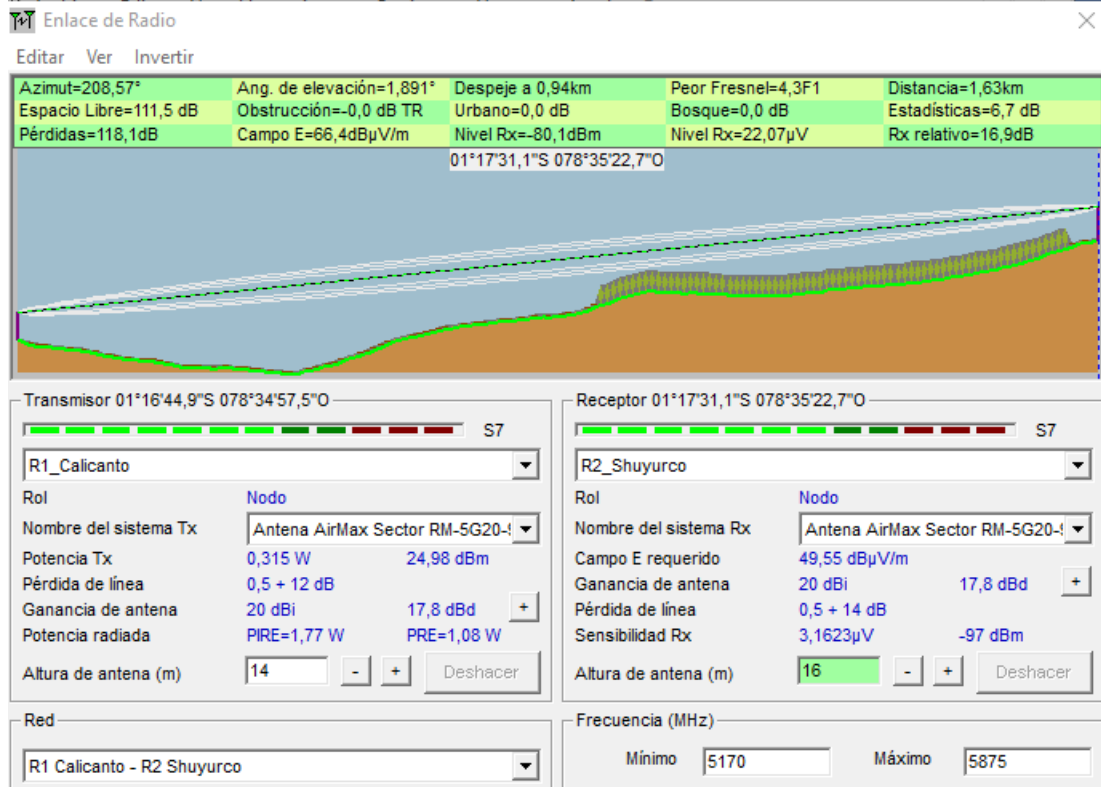 Enlace de Radio
Editar Ver Invertir
Azimut=208,57° Ang. de elevación=1,891° Despeje a 0,94km Peor Fresnel=4,3F1 Distancia=1,63km
Espacio Libre=111,5 dB Obstrucción=-0,0 dB TR Urbano=0,0 dB Bosque=0,0 dB Estadísticas=6,7 dB
Pérdidas=118,1dB Campo E=66,4dBµV/m Nivel Rx=-80,1dBm Nivel Rx=22,07µV Rx relativo=16,9dB
01°17'31,1"S 078°35'22,7"O
Transmisor 01°16'44,9"S 078°34'57,5"O
S7
R1_Calicanto
Rol Nodo
Nombre del sistema Tx Antena AirMax Sector RM-5G20-
Potencia Tx 0,315 W 24,98 dBm
Pérdida de línea 0,5 + 12 dB
Ganancia de antena 20 dBi 17,8 dBd +
Potencia radiada PIRE=1,77 W PRE=1,08 W
Altura de antena (m) 14 - + Deshacer
Red
R1 Calicanto - R2 Shuyurco
Receptor 01°17'31,1"S 078°35'22,7"O
S7
R2_Shuyurco
Rol Nodo
Nombre del sistema Rx Antena AirMax Sector RM-5G20-
Campo E requerido 49,55 dBµV/m
Ganancia de antena 20 dBi 17,8 dBd +
Pérdida de línea 0,5 + 14 dB
Sensibilidad Rx 3,1623µV -97 dBm
Altura de antena (m) 16 - + Deshacer
Frecuencia (MHz)
Mínimo 5170 Máximo 5875